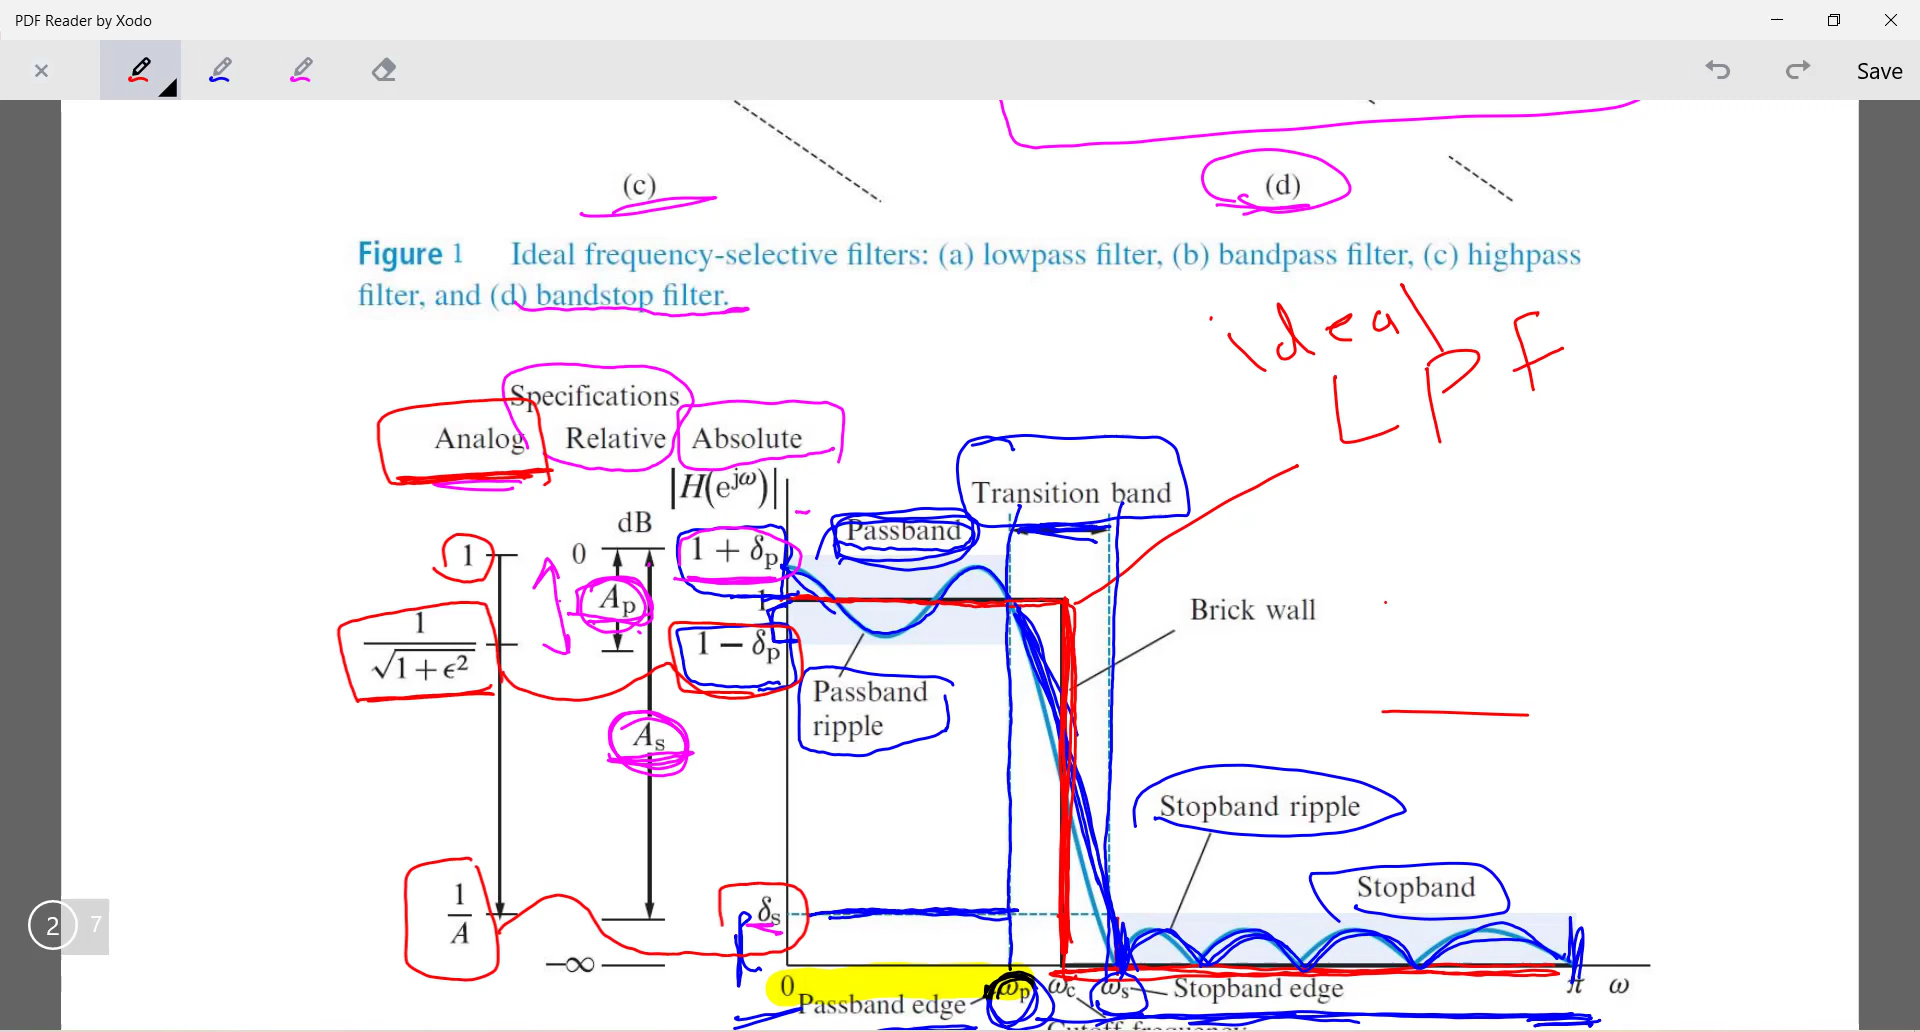 PDF Reader by Xodo
Save
(c)
(d)
Figure 1 Ideal frequency-selective filters: (a) lowpass filter, (b) bandpass filter, (c) highpass
filter, and (d) bandstop filter.
ideal
LPF
Specifications
Analog Relative Absolute
|H(e^jω)|
Transition band
dB
Passband
1 0 1 + δp
Ap
1
Brick wall
1/√1 + ϵ² 1 − δp
Passband
ripple
As
Stopband ripple
Stopband
1/A δs
−∞
0 ωp ωc ωs Stopband edge π ω
Passband edge
Cutoff frequency
2 7